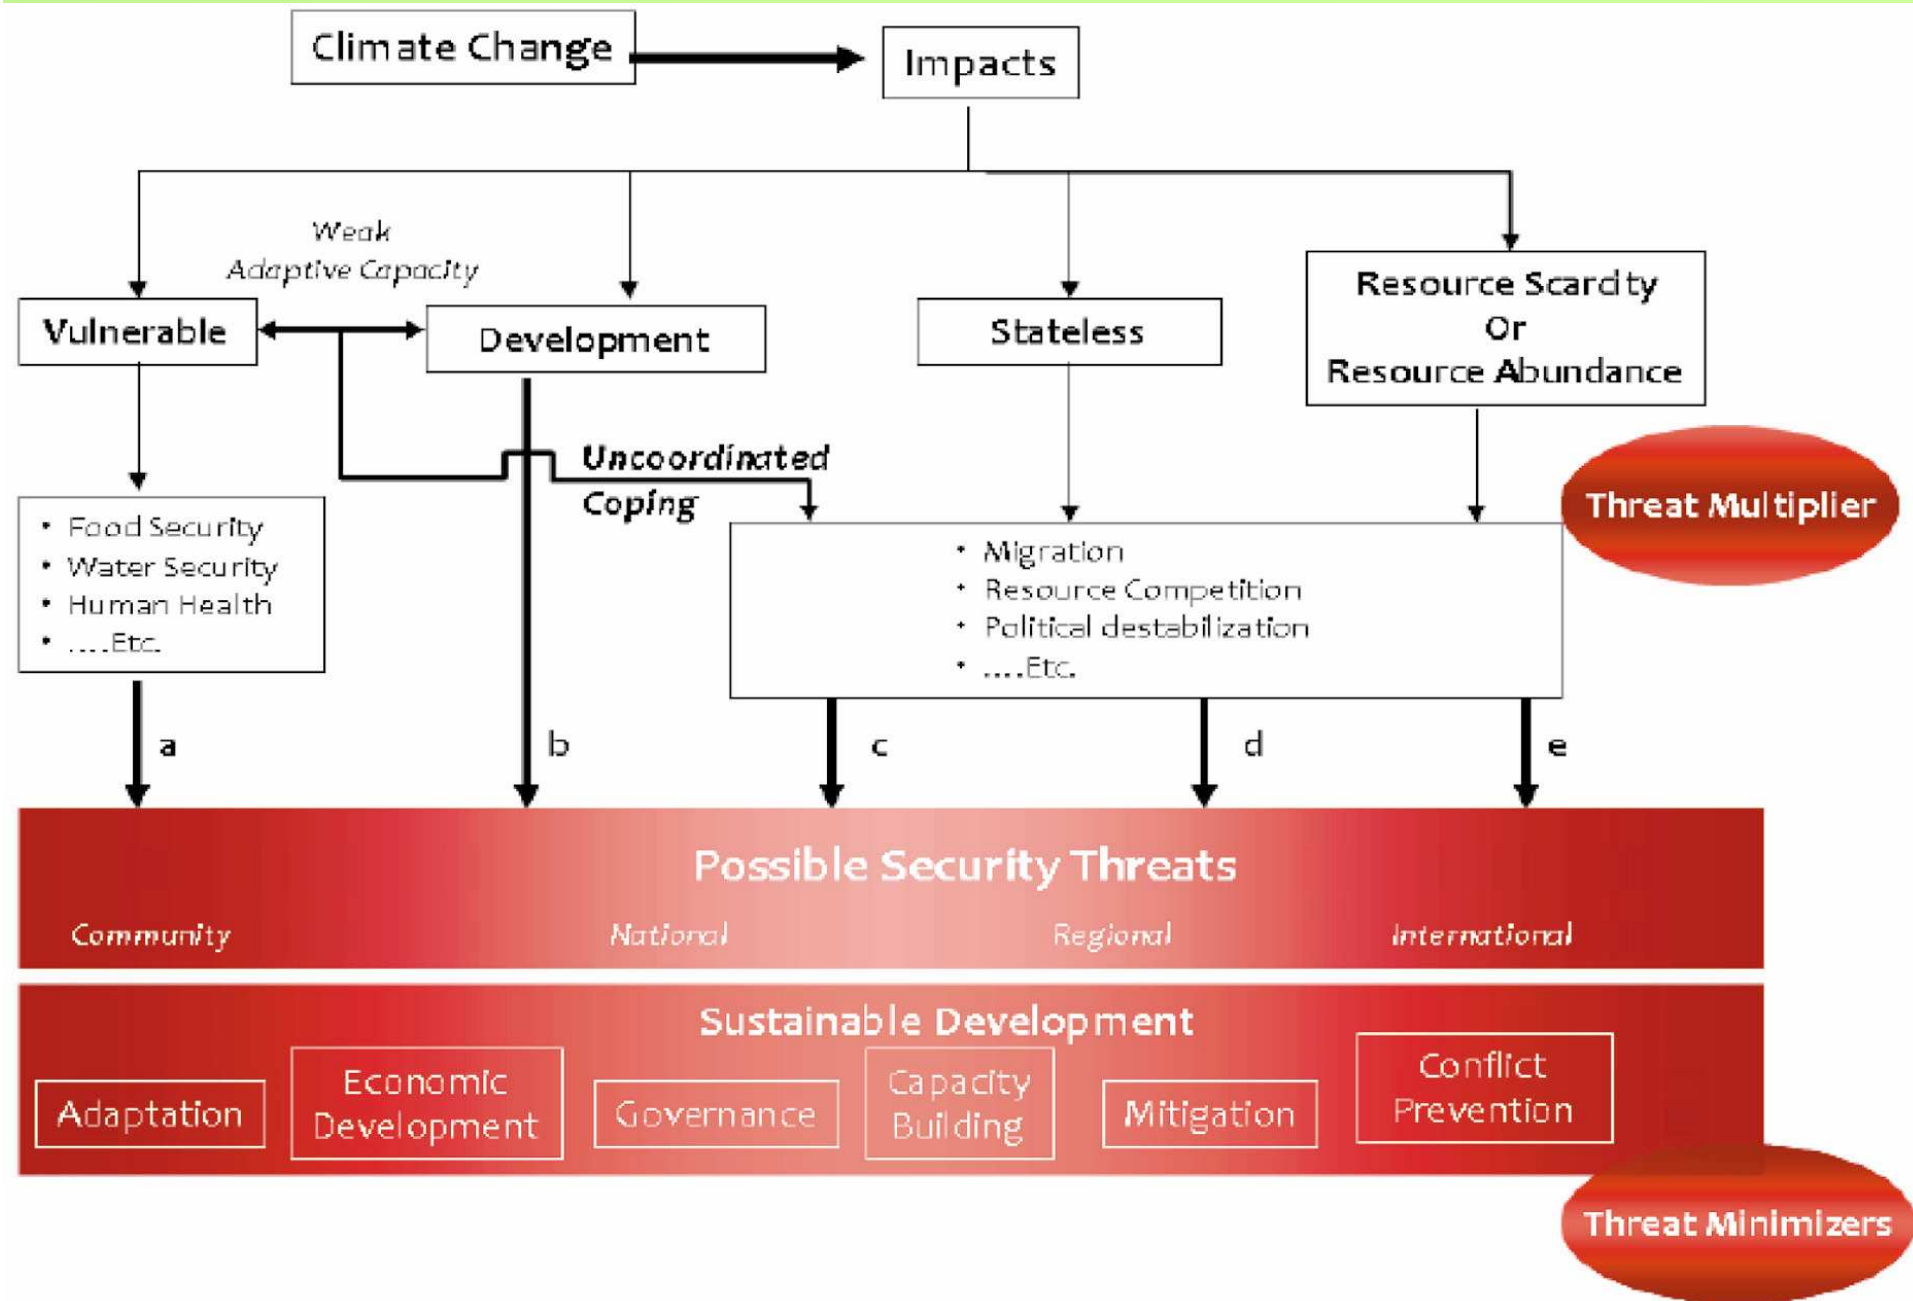 Climate Change
Impacts
Weak
Adaptive Capacity
Vulnerable
Development
Stateless
Resource Scarcity
Or
Resource Abundance
Uncoordinated
Coping
Threat Multiplier
• Food Security
• Water Security
• Human Health
• ....Etc.
• Migration
• Resource Competition
• Political destabilization
• ....Etc.
a
b
c
d
e
Possible Security Threats
Community
National
Regional
International
Sustainable Development
Adaptation
Economic
Development
Governance
Capacity
Building
Mitigation
Conflict
Prevention
Threat Minimizers